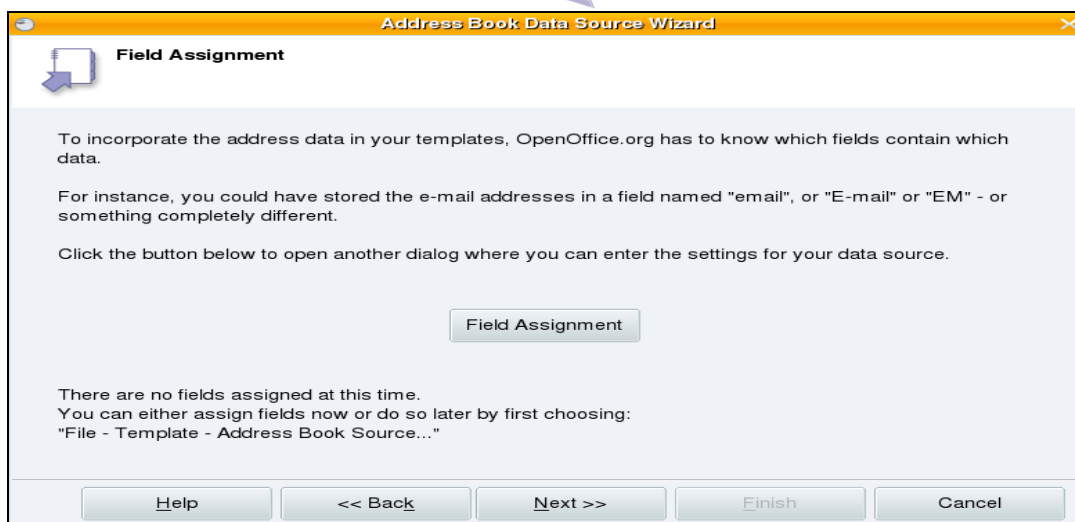 Address Book Data Source Wizard
Field Assignment
To incorporate the address data in your templates, OpenOffice.org has to know which fields contain which
data.
For instance, you could have stored the e-mail addresses in a field named "email", or "E-mail" or "EM" - or
something completely different.
Click the button below to open another dialog where you can enter the settings for your data source.
Field Assignment
There are no fields assigned at this time.
You can either assign fields now or do so later by first choosing:
"File - Template - Address Book Source..."
Help
<< Back
Next >>
Finish
Cancel